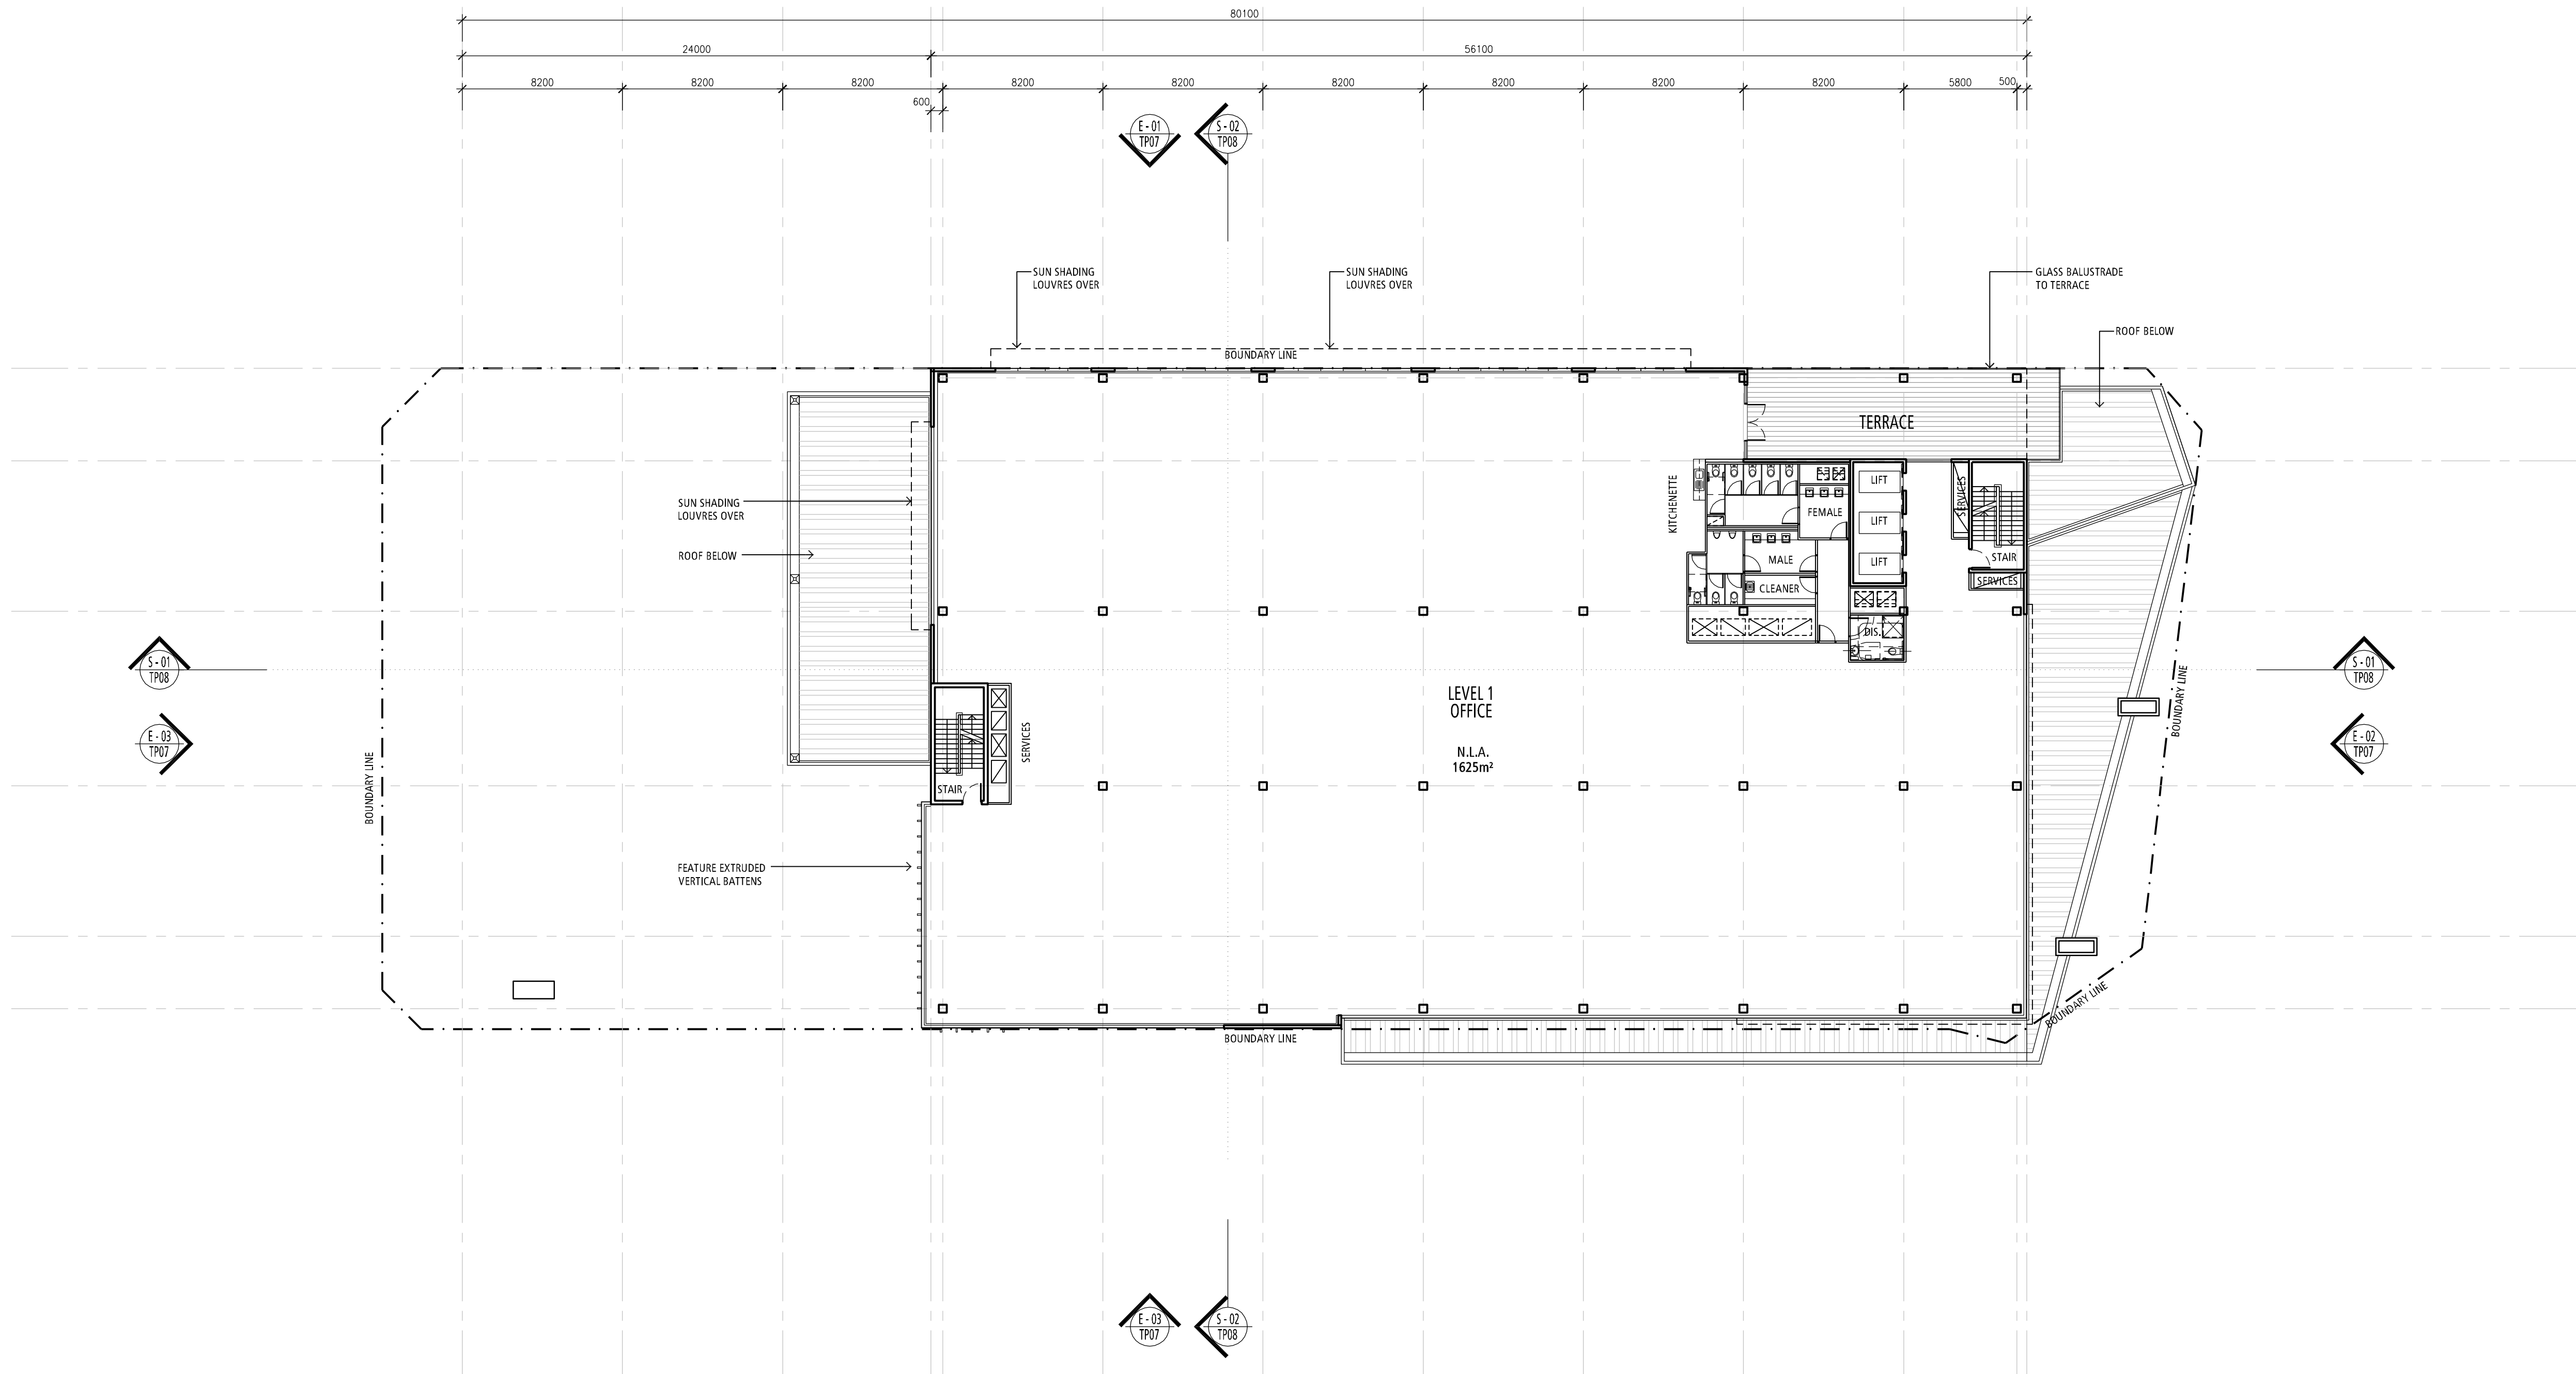 80100
24000
56100
8200
8200
8200
8200
8200
8200
8200
8200
8200
5800
500
600
E - 01
TP07
S - 02
TP08
SUN SHADING
LOUVRES OVER
SUN SHADING
LOUVRES OVER
GLASS BALUSTRADE
TO TERRACE
ROOF BELOW
BOUNDARY LINE
TERRACE
SUN SHADING
LOUVRES OVER
ROOF BELOW
KITCHENETTE
FEMALE
MALE
CLEANER
LIFT
LIFT
LIFT
DIS.
SERVICES
STAIR
SERVICES
S - 01
TP08
E - 03
TP07
S - 01
TP08
E - 02
TP07
LEVEL 1
OFFICE
N.L.A.
1625m²
SERVICES
STAIR
BOUNDARY LINE
BOUNDARY LINE
FEATURE EXTRUDED
VERTICAL BATTENS
BOUNDARY LINE
BOUNDARY LINE
E - 03
TP07
S - 02
TP08